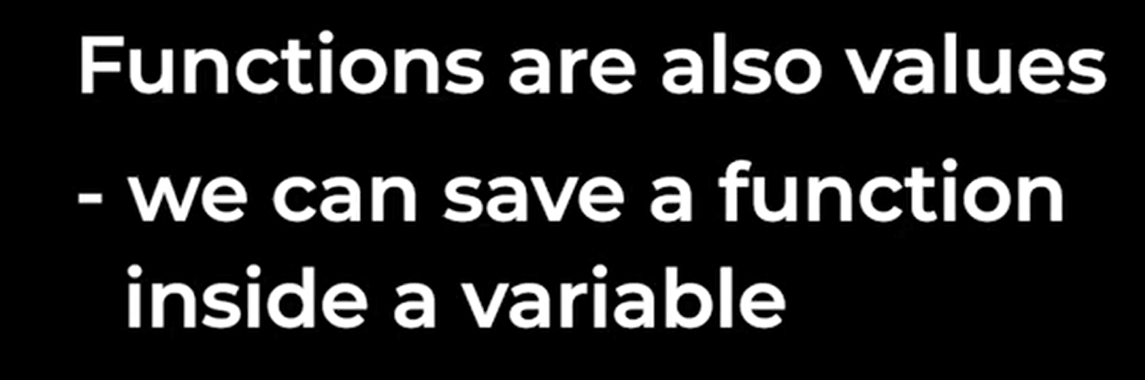 Functions are also values
- we can save a function
inside a variable